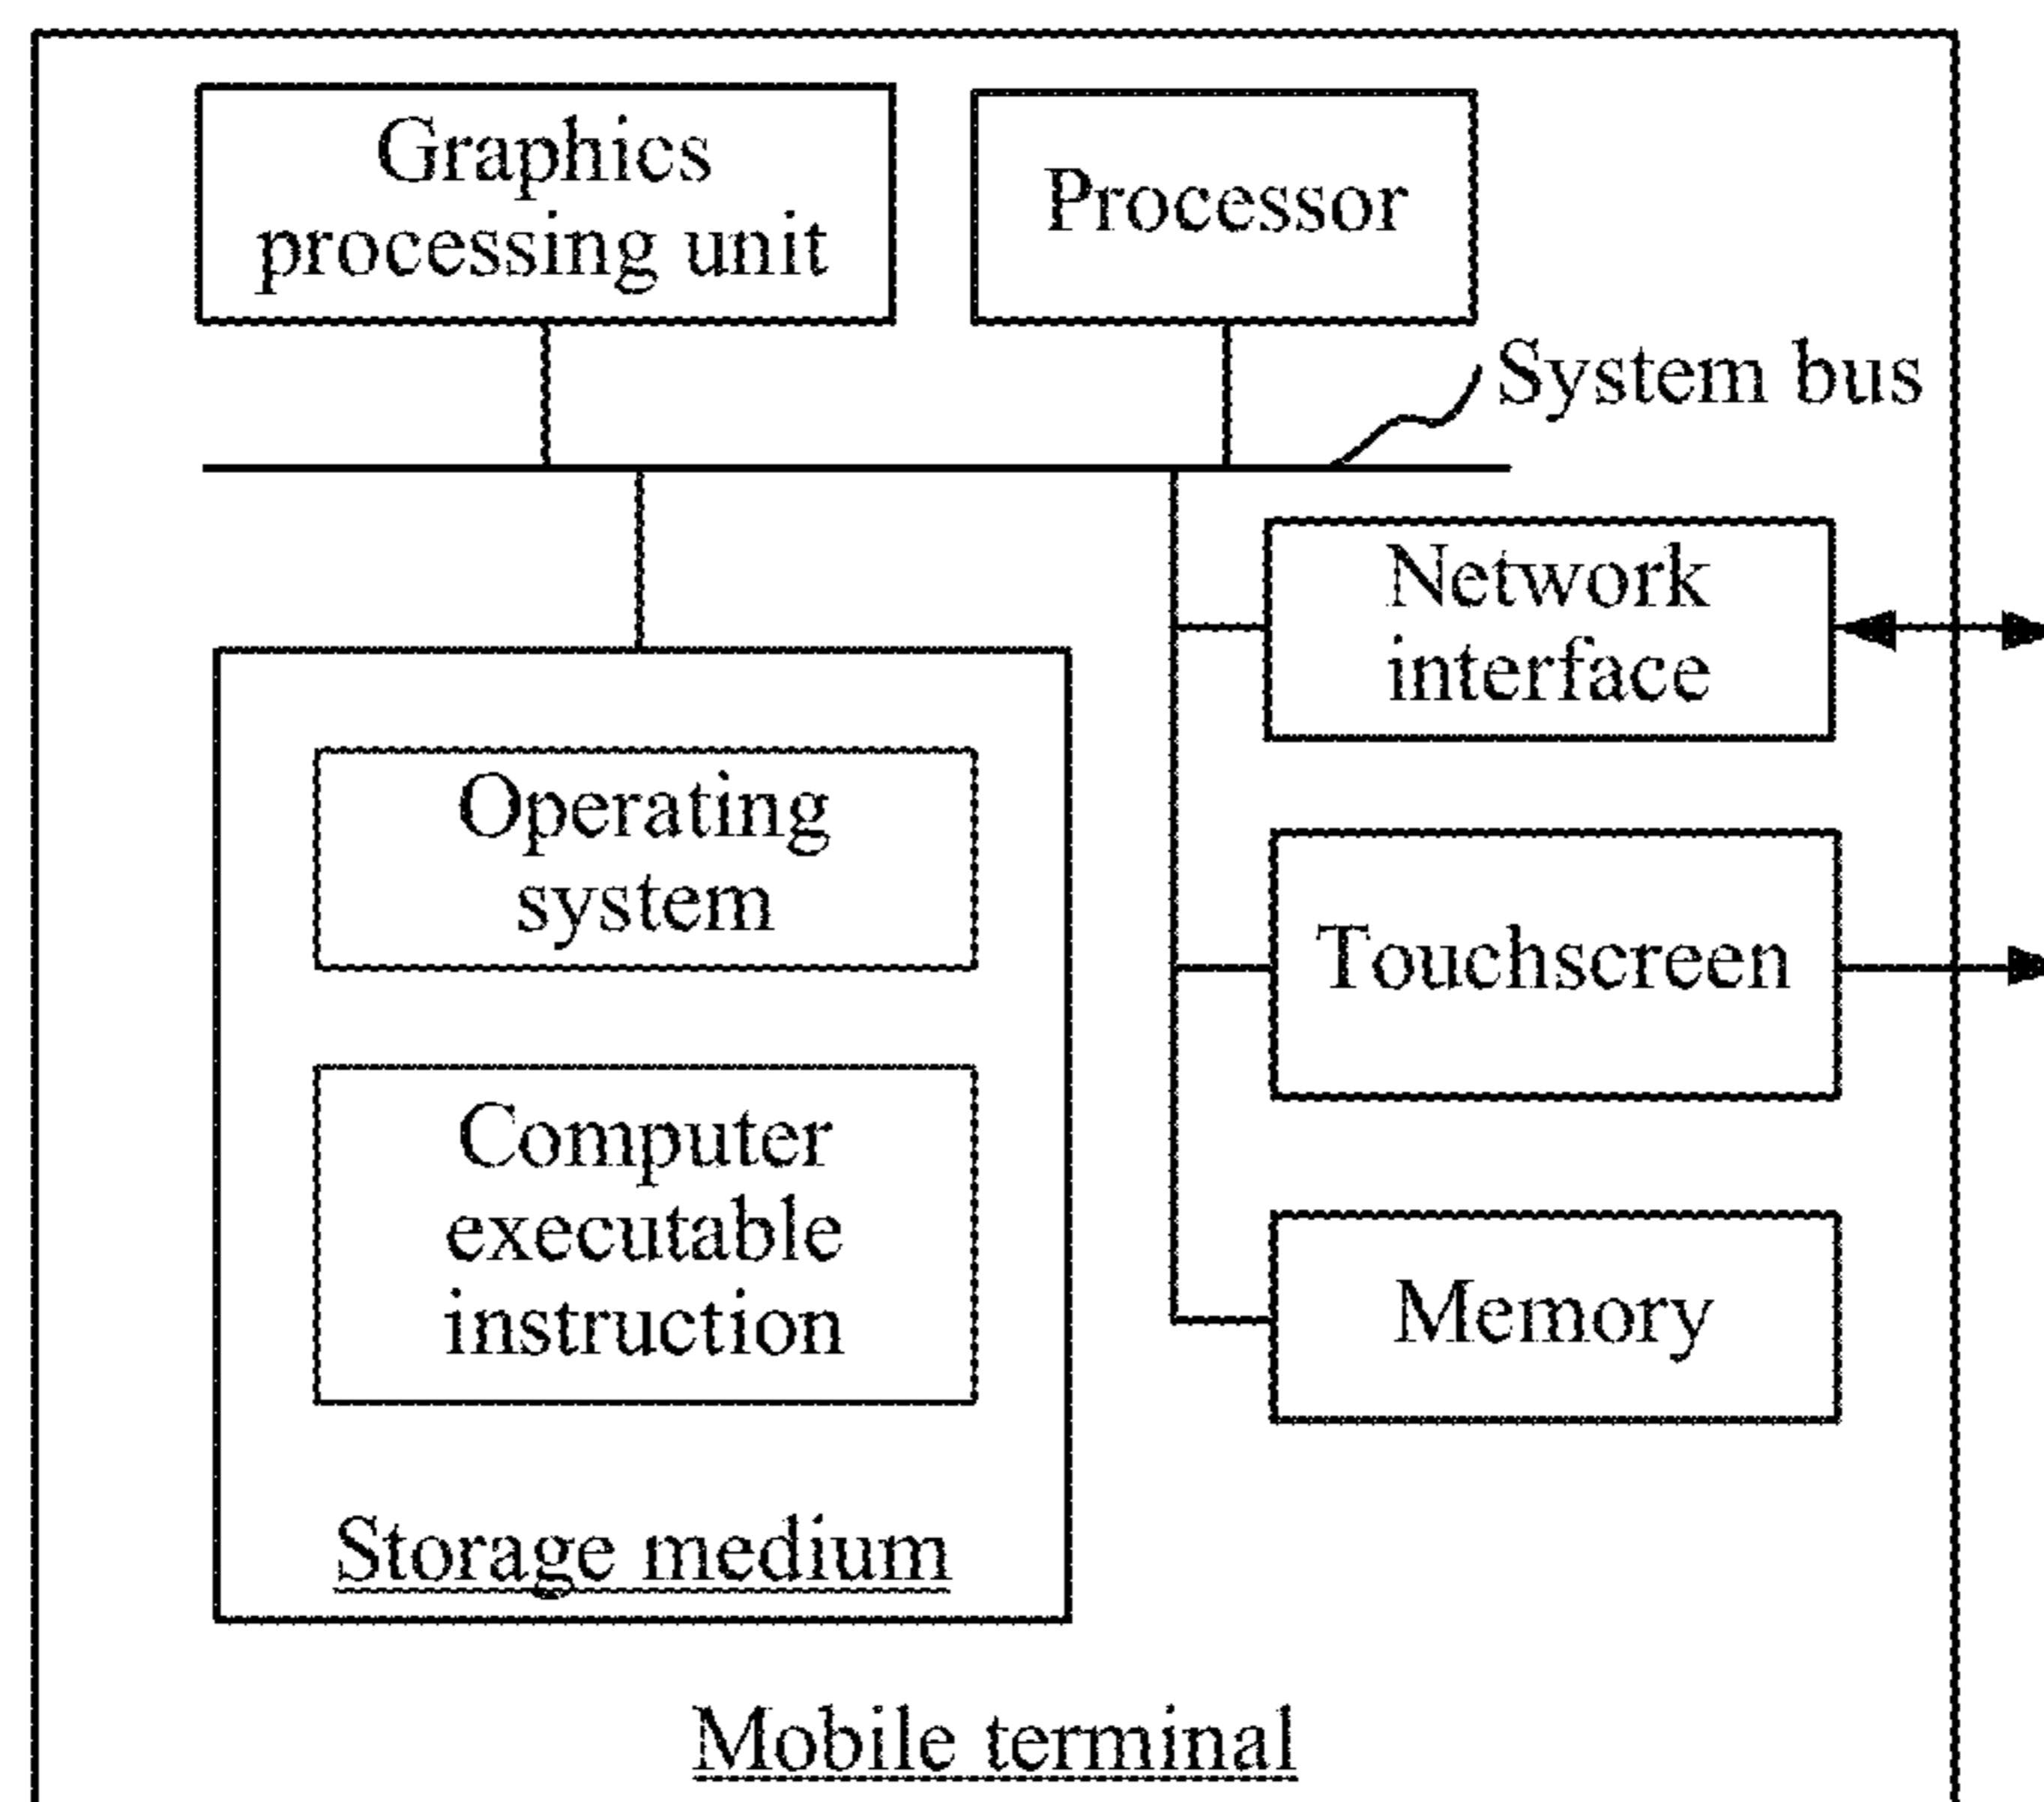 Graphics
processing unit
Processor
System bus
Network
interface
Operating
system
Touchscreen
Computer
executable
instruction
Memory
Storage medium
Mobile terminal